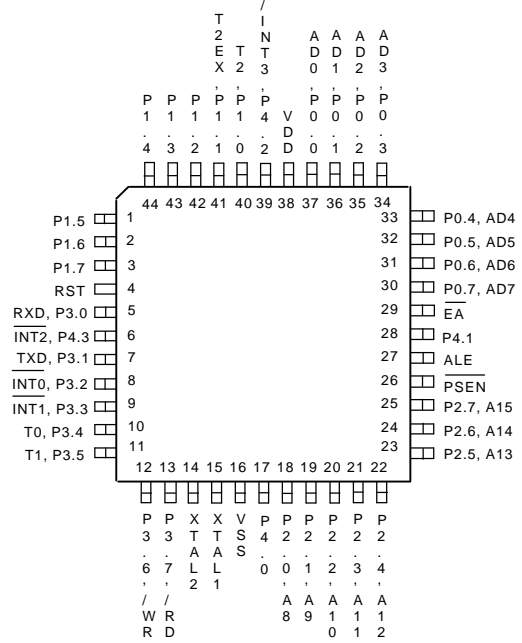 T2EX, P1.1
T2, P1.0
/INT3, P4.2
VDD
AD0, P0.0
AD1, P0.1
AD2, P0.2
AD3, P0.3
P1.4
P1.3
P1.2
44 43 42 41 40 39 38 37 36 35 34
P1.5 1
P1.6 2
P1.7 3
RST 4
RXD, P3.0 5
INT2, P4.3 6
TXD, P3.1 7
INT0, P3.2 8
INT1, P3.3 9
T0, P3.4 10
T1, P3.5 11
33 P0.4, AD4
32 P0.5, AD5
31 P0.6, AD6
30 P0.7, AD7
29 EA
28 P4.1
27 ALE
26 PSEN
25 P2.7, A15
24 P2.6, A14
23 P2.5, A13
12 13 14 15 16 17 18 19 20 21 22
P3.6, /WR
P3.7, /RD
XTAL2
XTAL1
VSS
P4.0
P2.0, A8
P2.1, A9
P2.2, A10
P2.3, A11
P2.4, A12